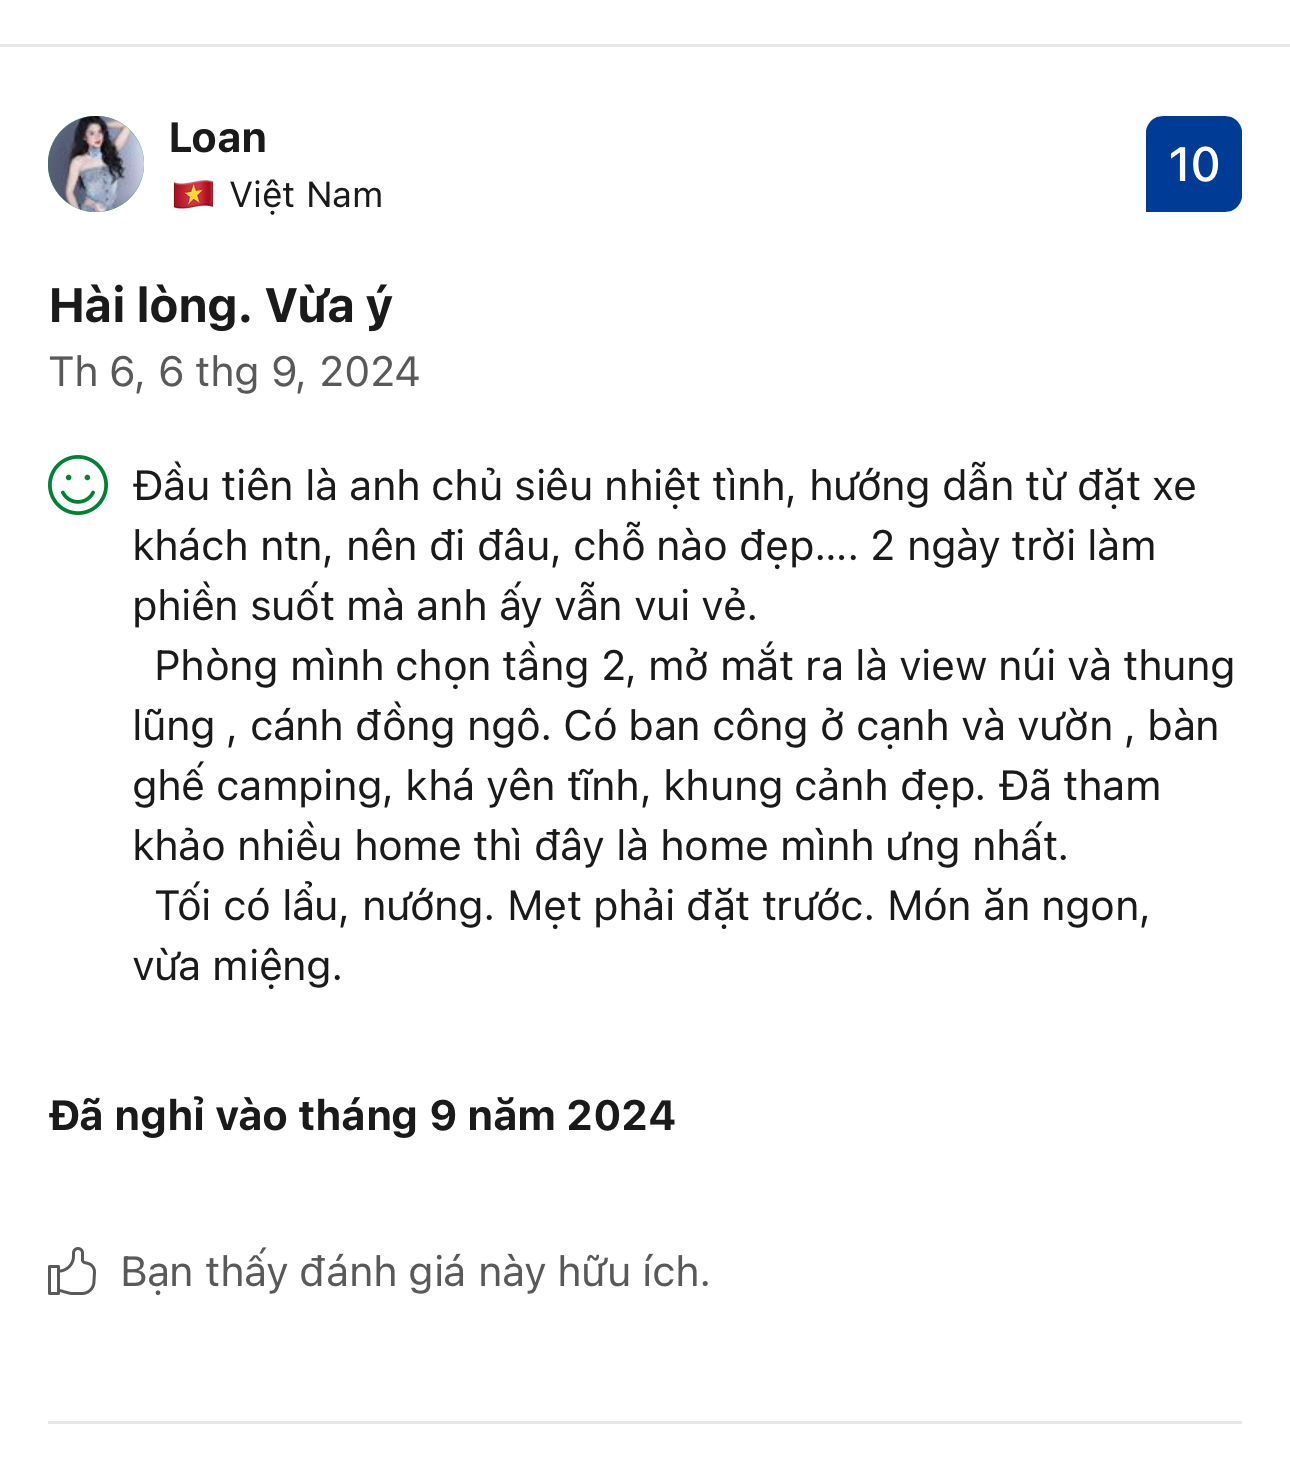 Loan
Việt Nam
10
Hài lòng. Vừa ý
Th 6, 6 thg 9, 2024
Đầu tiên là anh chủ siêu nhiệt tình, hướng dẫn từ đặt xe
khách ntn, nên đi đâu, chỗ nào đẹp.... 2 ngày trời làm
phiền suốt mà anh ấy vẫn vui vẻ.
Phòng mình chọn tầng 2, mở mắt ra là view núi và thung
lũng , cánh đồng ngô. Có ban công ở cạnh và vườn , bàn
ghế camping, khá yên tĩnh, khung cảnh đẹp. Đã tham
khảo nhiều home thì đây là home mình ưng nhất.
Tối có lẩu, nướng. Mẹt phải đặt trước. Món ăn ngon,
vừa miệng.
Đã nghỉ vào tháng 9 năm 2024
Bạn thấy đánh giá này hữu ích.